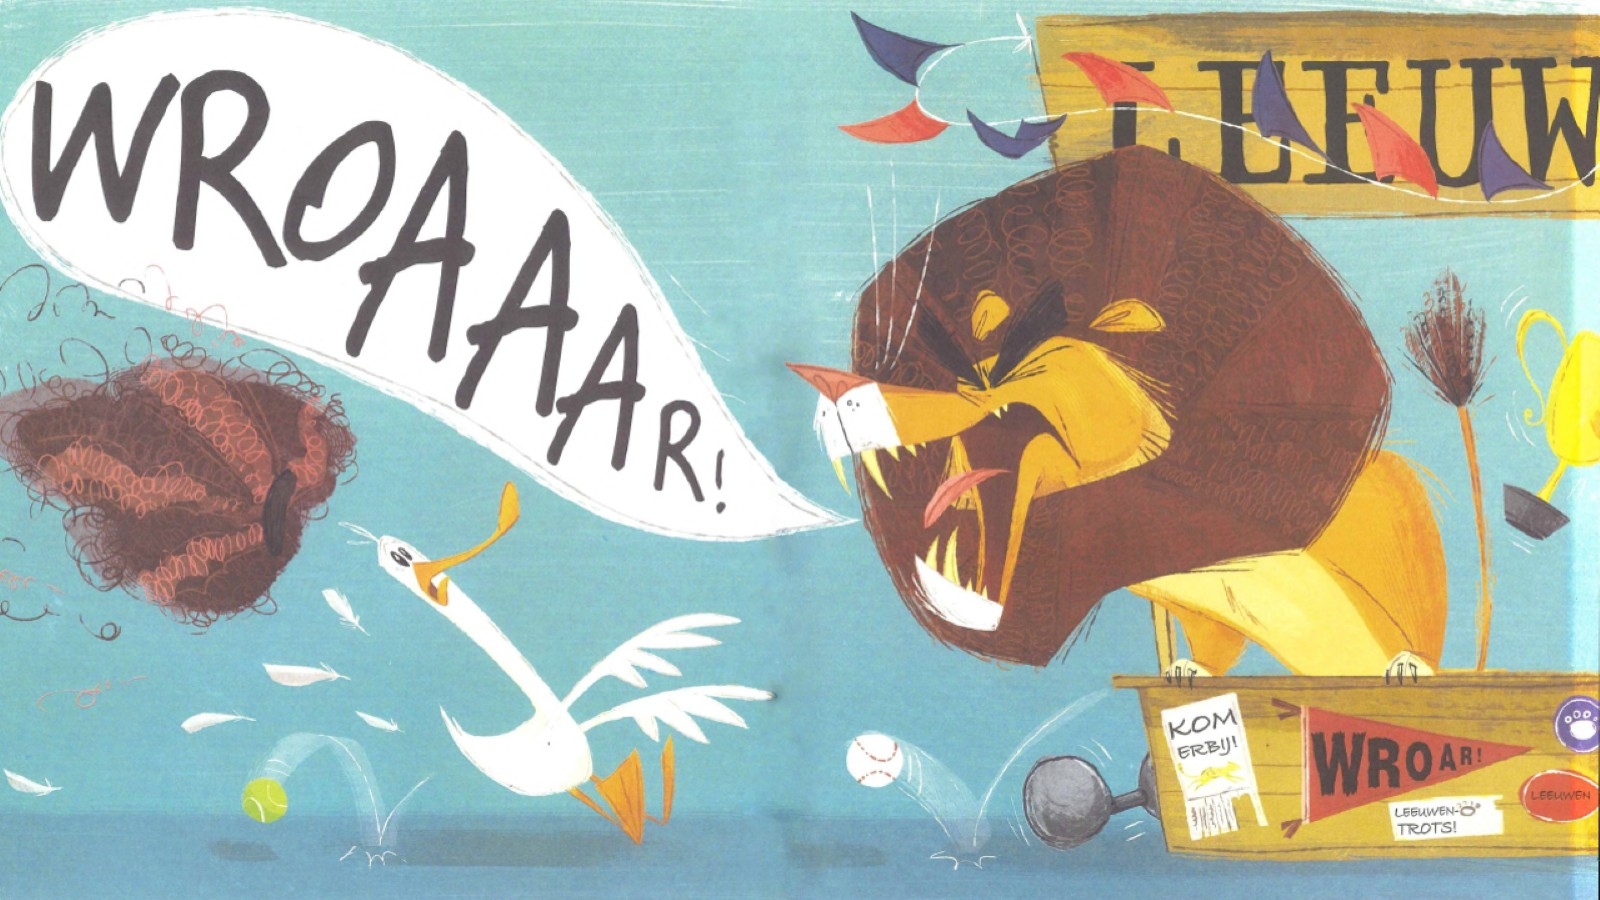 WROAAAR!
LEEUW
KOM
ERBIJ!
WROAR!
LEEUWEN-
TROTS!
LEEUWEN